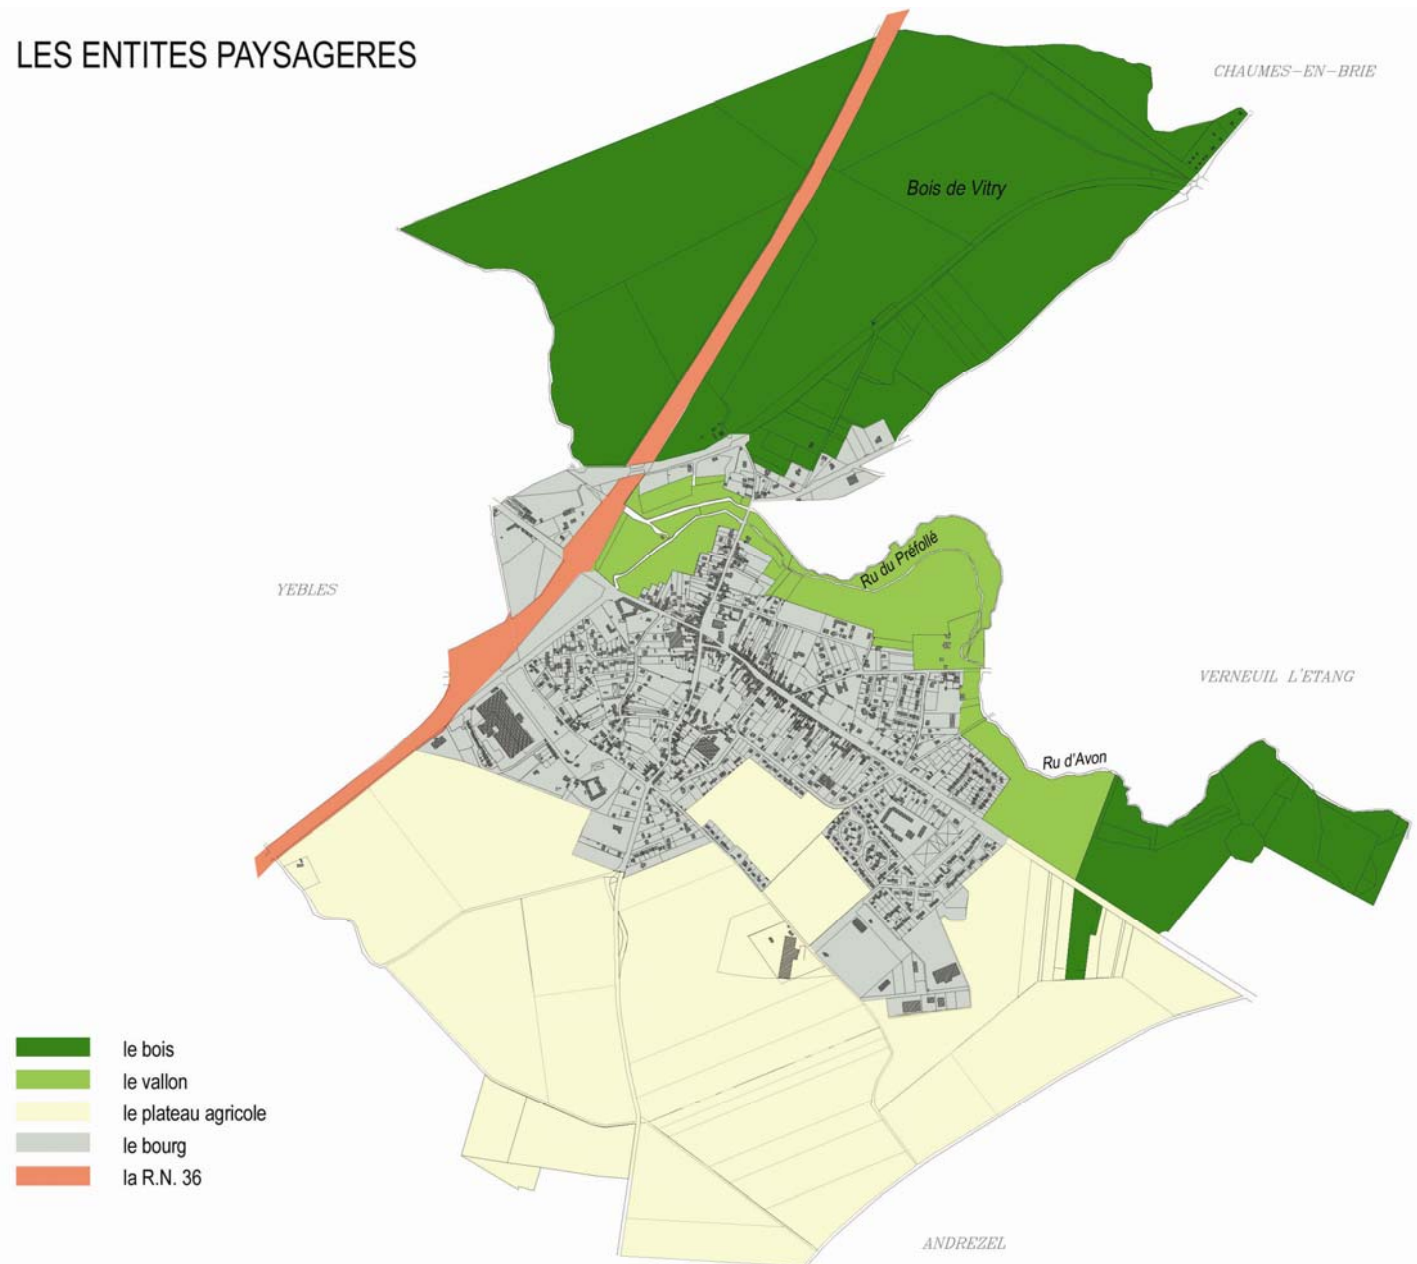 LES ENTITES PAYSAGERES
CHAUMES-EN-BRIE
Bois de Vitry
Ru du Préfollé
YEBLES
VERNEUIL L'ETANG
Ru d'Avon
le bois
le vallon
le plateau agricole
le bourg
la R.N. 36
ANDREZEL